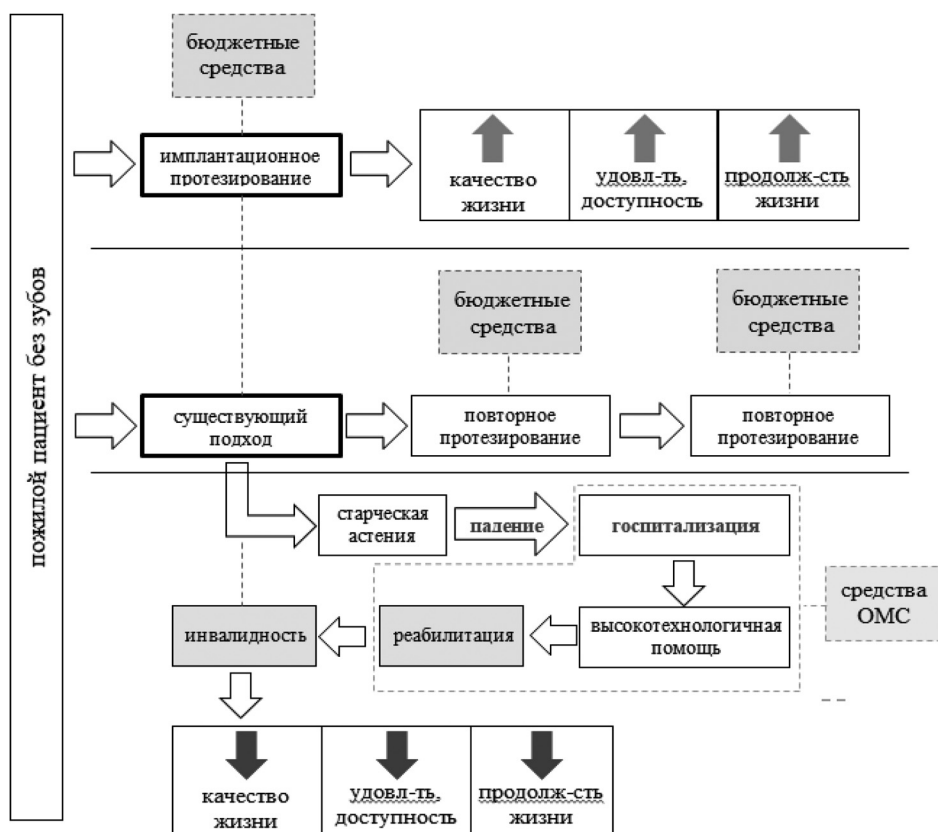 пожилой пациент без зубов
бюджетные
средства
имплантационное
протезирование
качество
жизни
удовл-ть,
доступность
продолж-сть
жизни
бюджетные
средства
бюджетные
средства
существующий
подход
повторное
протезирование
повторное
протезирование
старческая
астения
падение
госпитализация
средства
ОМС
инвалидность
реабилитация
высокотехнологичная
помощь
качество
жизни
удовл-ть,
доступность
продолж-сть
жизни